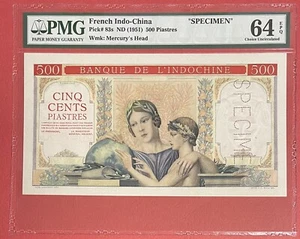 PMG
PAPER MONEY GUARANTY
French Indo-China "SPECIMEN"
Pick# 83s ND (1951) 500 Piastres
Wmk: Mercury's Head
64 EPQ
Choice Uncirculated
500 BANQUE DE L'INDOCHINE 500
CINQ
CENTS
PIASTRES
SPECIMEN